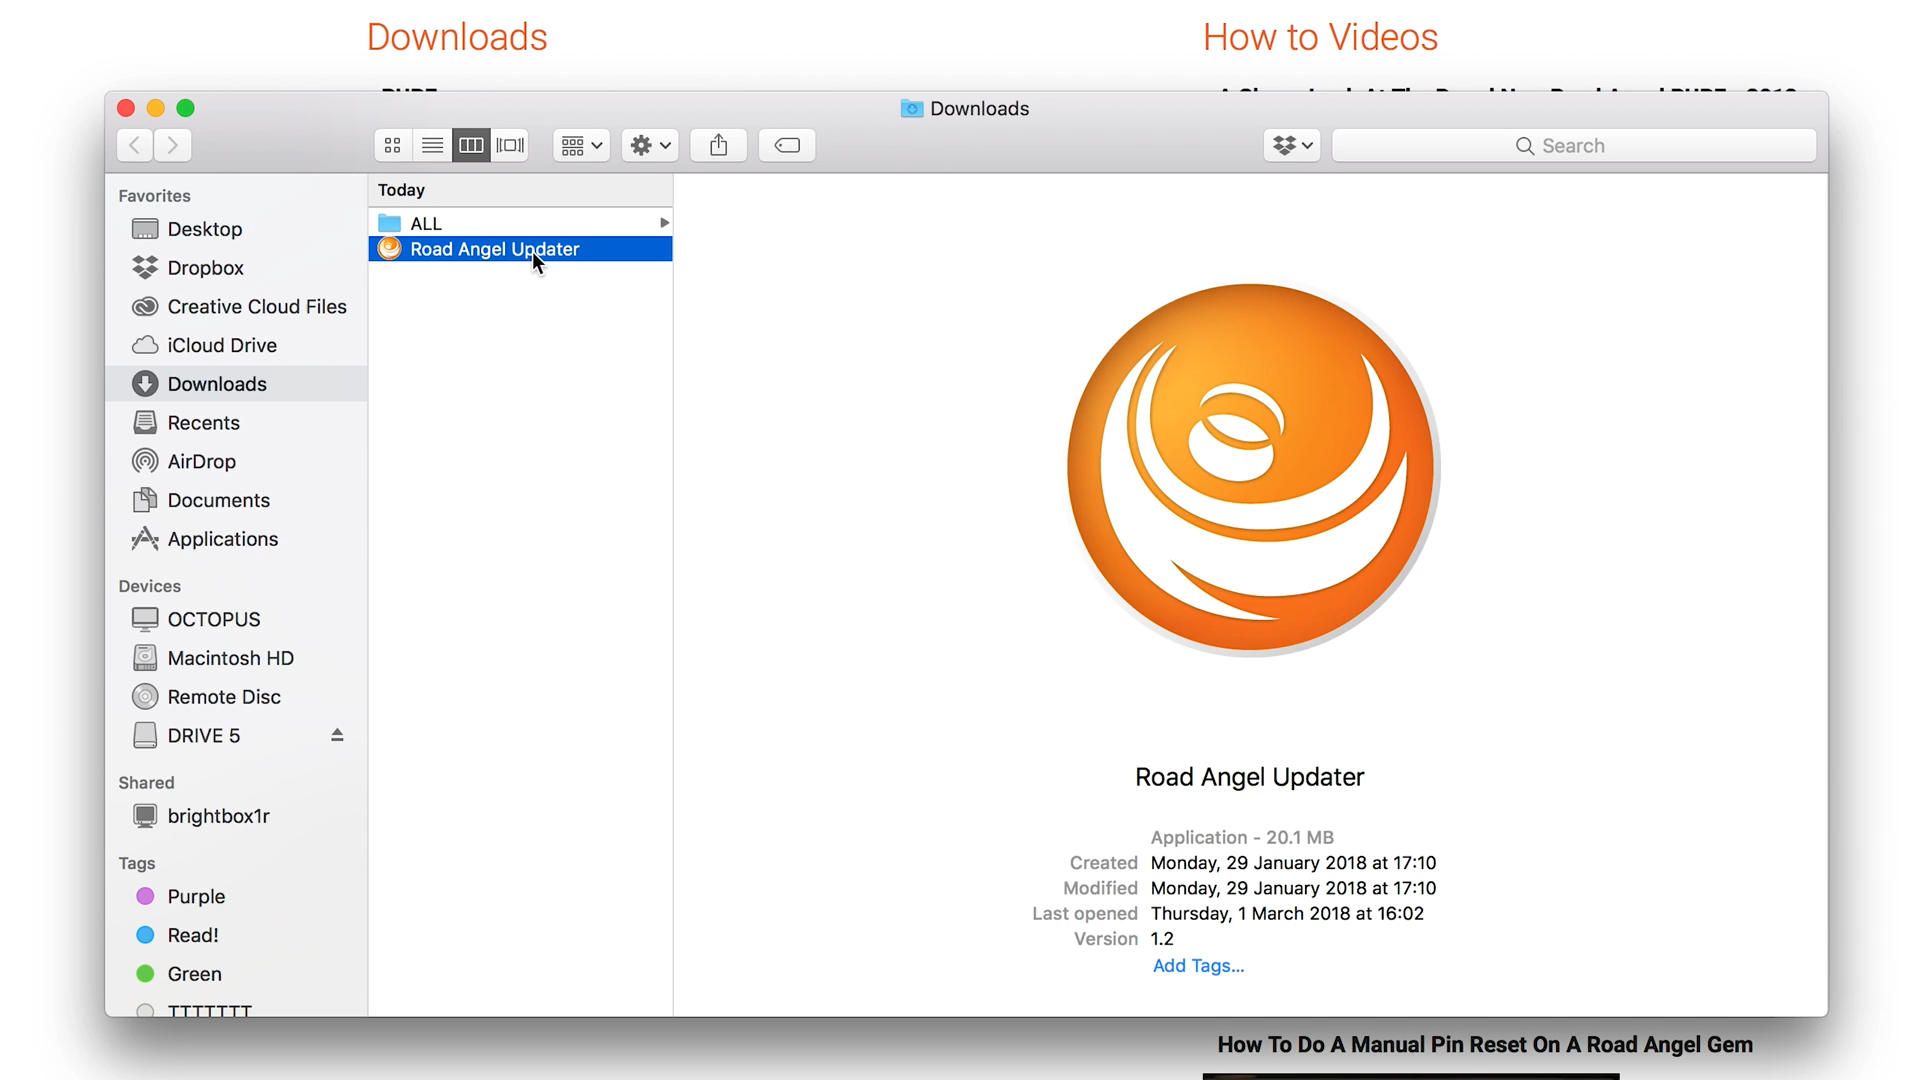 Downloads
How to Videos
Downloads
Search
Favorites
Desktop
Dropbox
Creative Cloud Files
iCloud Drive
Downloads
Recents
AirDrop
Documents
Applications
Devices
OCTOPUS
Macintosh HD
Remote Disc
DRIVE 5
Shared
brightbox1r
Tags
Purple
Read!
Green
TTTTTTT
Today
ALL
Road Angel Updater
Road Angel Updater
Application - 20.1 MB
Created Monday, 29 January 2018 at 17:10
Modified Monday, 29 January 2018 at 17:10
Last opened Thursday, 1 March 2018 at 16:02
Version 1.2
Add Tags...
How To Do A Manual Pin Reset On A Road Angel Gem